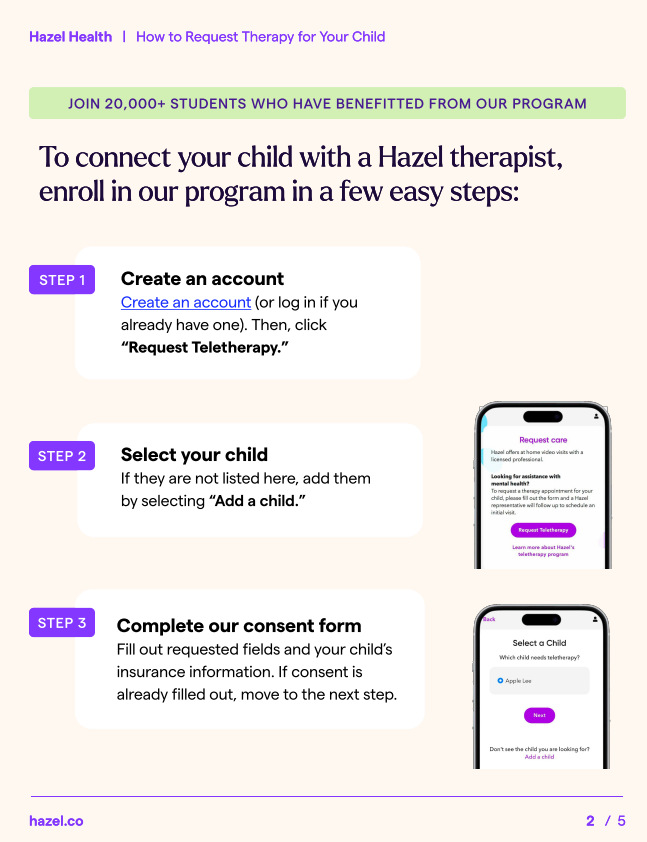 Hazel Health | How to Request Therapy for Your Child
JOIN 20,000+ STUDENTS WHO HAVE BENEFITTED FROM OUR PROGRAM
To connect your child with a Hazel therapist,
enroll in our program in a few easy steps:
STEP 1
Create an account
Create an account (or log in if you
already have one). Then, click
“Request Teletherapy.”
STEP 2
Select your child
If they are not listed here, add them
by selecting “Add a child.”
Request care
Hazel offers at home video visits with a
licensed professional.
Looking for assistance with
mental health?
To request a therapy appointment for your
child, please fill out the form and a Hazel
representative will follow up to schedule an
initial visit.
Request Teletherapy
Learn more about Hazel's
teletherapy program
STEP 3
Complete our consent form
Fill out requested fields and your child’s
insurance information. If consent is
already filled out, move to the next step.
Back
Select a Child
Which child needs teletherapy?
Apple Lee
Next
Don't see the child you are looking for?
Add a child
hazel.co
2 / 5